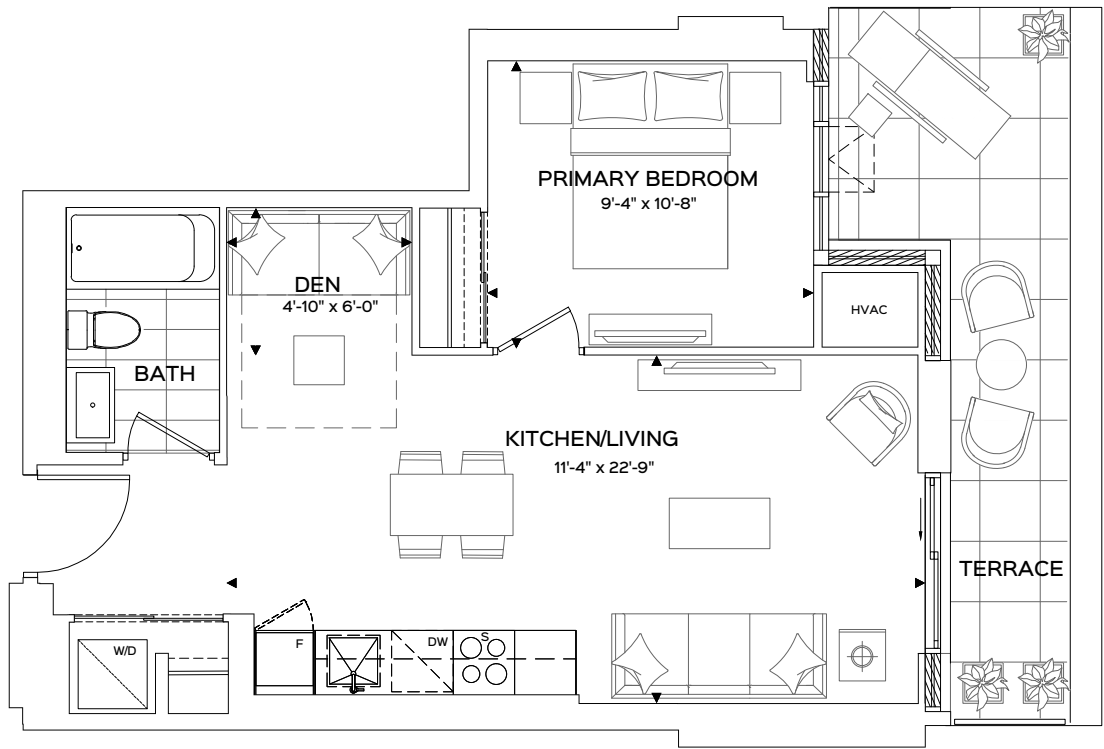 PRIMARY BEDROOM
9'-4" x 10'-8"
DEN
4'-10" x 6'-0"
HVAC
BATH
KITCHEN/LIVING
11'-4" x 22'-9"
TERRACE
W/D
F
DW
S